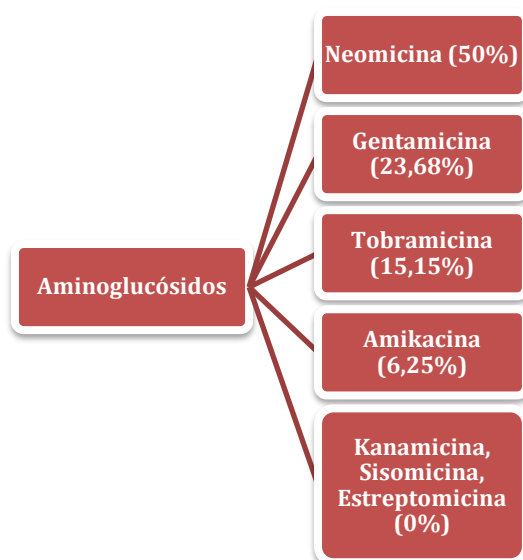 Aminoglucósidos
Neomicina (50%)
Gentamicina
(23,68%)
Tobramicina
(15,15%)
Amikacina
(6,25%)
Kanamicina,
Sisomicina,
Estreptomicina
(0%)